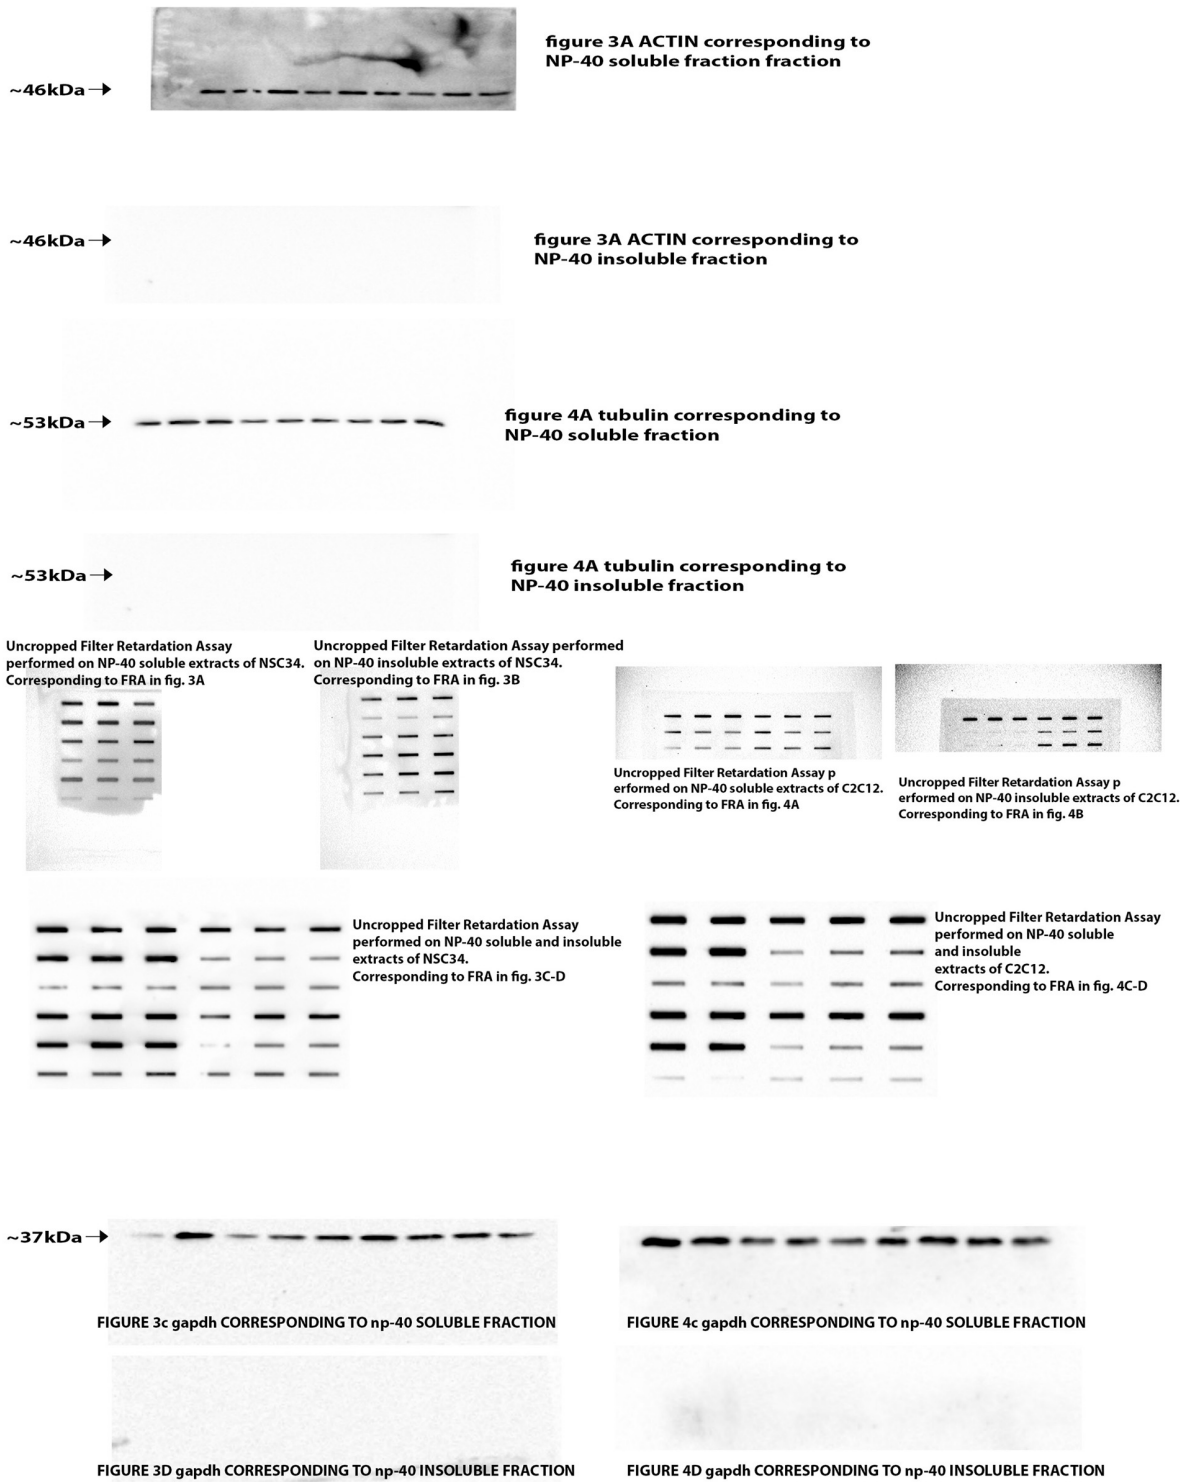 figure 3A ACTIN corresponding to
NP-40 soluble fraction fraction
~46kDa
~46kDa
figure 3A ACTIN corresponding to
NP-40 insoluble fraction
~53kDa
figure 4A tubulin corresponding to
NP-40 soluble fraction
~53kDa
figure 4A tubulin corresponding to
NP-40 insoluble fraction
Uncropped Filter Retardation Assay
performed on NP-40 soluble extracts of NSC34.
Corresponding to FRA in fig. 3A
Uncropped Filter Retardation Assay performed
on NP-40 insoluble extracts of NSC34.
Corresponding to FRA in fig. 3B
Uncropped Filter Retardation Assay p
erformed on NP-40 soluble extracts of C2C12.
Corresponding to FRA in fig. 4A
Uncropped Filter Retardation Assay p
erformed on NP-40 insoluble extracts of C2C12.
Corresponding to FRA in fig. 4B
Uncropped Filter Retardation Assay
performed on NP-40 soluble and insoluble
extracts of NSC34.
Corresponding to FRA in fig. 3C-D
Uncropped Filter Retardation Assay
performed on NP-40 soluble
and insoluble
extracts of C2C12.
Corresponding to FRA in fig. 4C-D
~37kDa
FIGURE 3c gapdh CORRESPONDING TO np-40 SOLUBLE FRACTION
FIGURE 4c gapdh CORRESPONDING TO np-40 SOLUBLE FRACTION
FIGURE 3D gapdh CORRESPONDING TO np-40 INSOLUBLE FRACTION
FIGURE 4D gapdh CORRESPONDING TO np-40 INSOLUBLE FRACTION